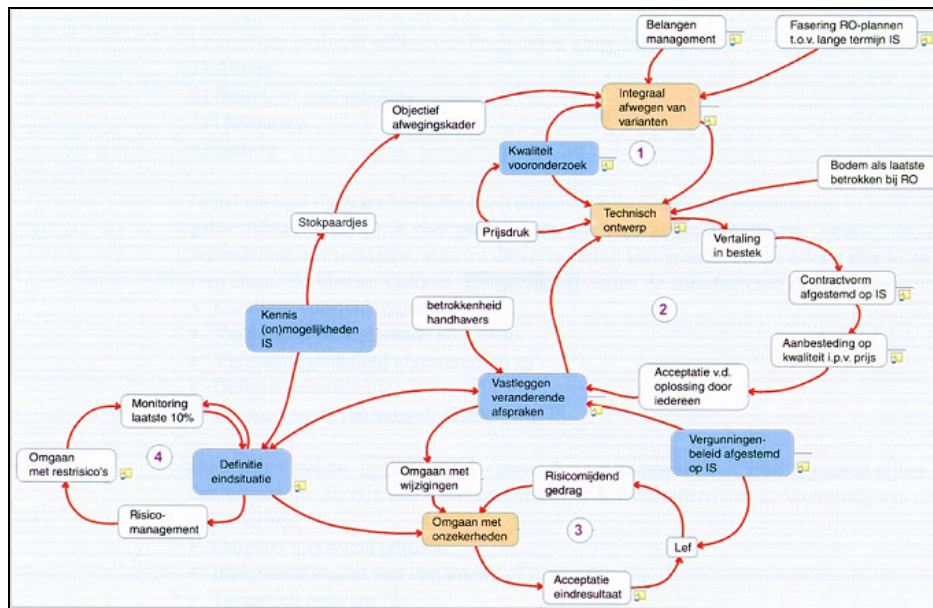 Belangen
management
Fasering RO-plannen
t.o.v. lange termijn IS
Integraal
afwegen van
varianten
Objectief
afwegingskader
Kwaliteit
vooronderzoek
1
Bodem als laatste
betrokken bij RO
Stokpaardjes
Prijsdruk
Technisch
ontwerp
Vertaling
in bestek
Contractvorm
afgestemd op IS
betrokkenheid
handhavers
2
Kennis
(on)mogelijkheden
IS
Aanbesteding op
kwaliteit i.p.v. prijs
Vastleggen
veranderende
afspraken
Acceptatie v.d.
oplossing door
iedereen
Monitoring
laatste 10%
Vergunningen-
beleid afgestemd
op IS
Omgaan
met restrisico's
4
Definitie
eindsituatie
Omgaan met
wijzigingen
Risicomijdend
gedrag
Risico-
management
Omgaan met
onzekerheden
3
Lef
Acceptatie
eindresultaat